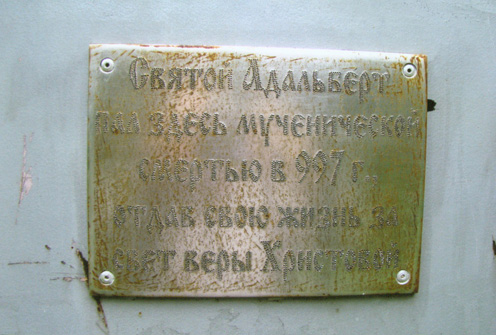 Святой Адальберт
пал здесь мученической
смертью в 997 г.,
отдав свою жизнь за
свет веры Христовой